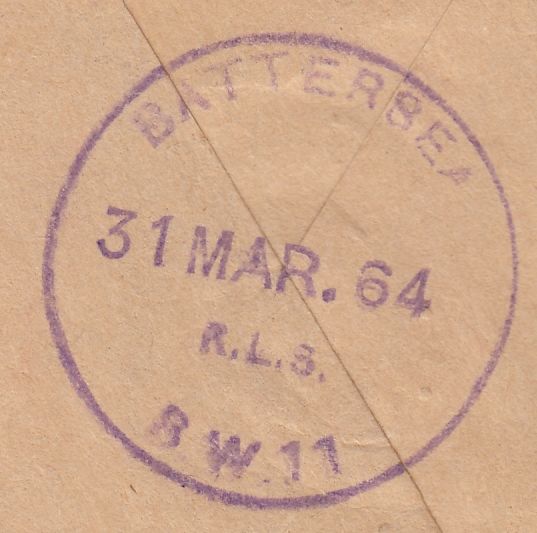 BATTERSEA
31 MAR. 64
R.L.S.
S.W.11